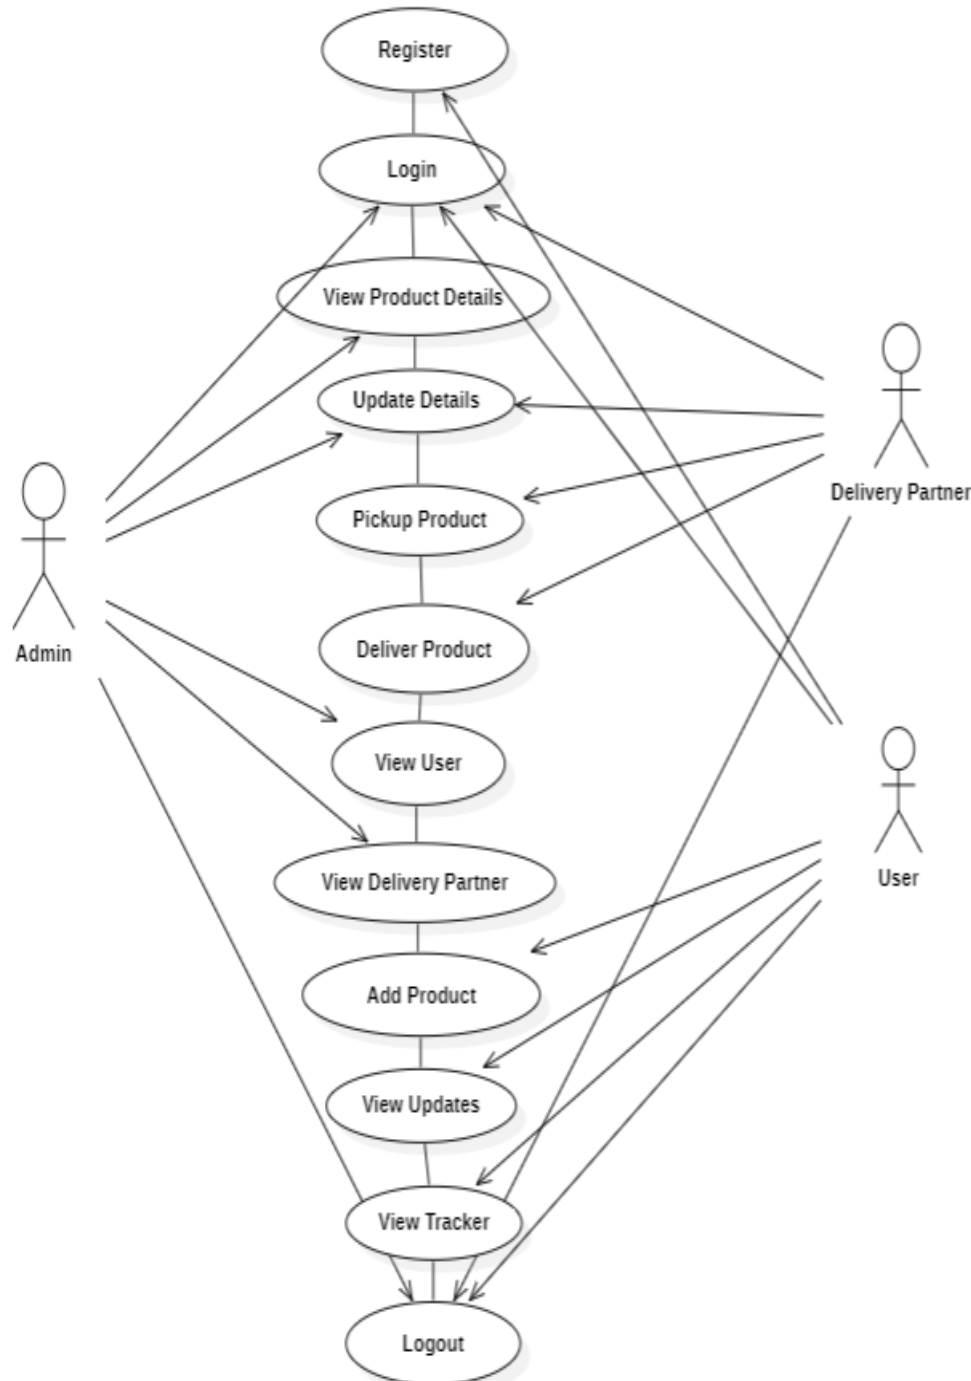 Register
Login
View Product Details
Update Details
Pickup Product
Delivery Partner
Admin
Deliver Product
View User
View Delivery Partner
User
Add Product
View Updates
View Tracker
Logout